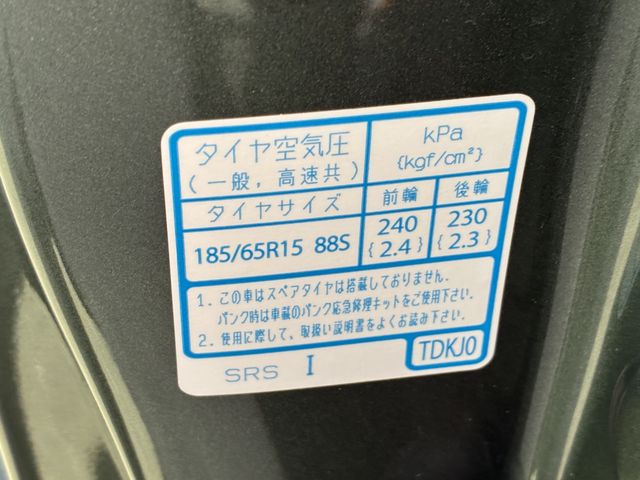 タイヤ空気圧
(一般，高速共)
kPa
{kgf/cm²}
タイヤサイズ
前輪
後輪
185/65R15 88S
240
{2.4}
230
{2.3}
1. この車はスペアタイヤは搭載しておりません。
パンク時は車載のパンク応急修理キットをご使用下さい。
2. 使用に際して、取扱い説明書をよくお読み下さい。
SRS I
TDKJ0